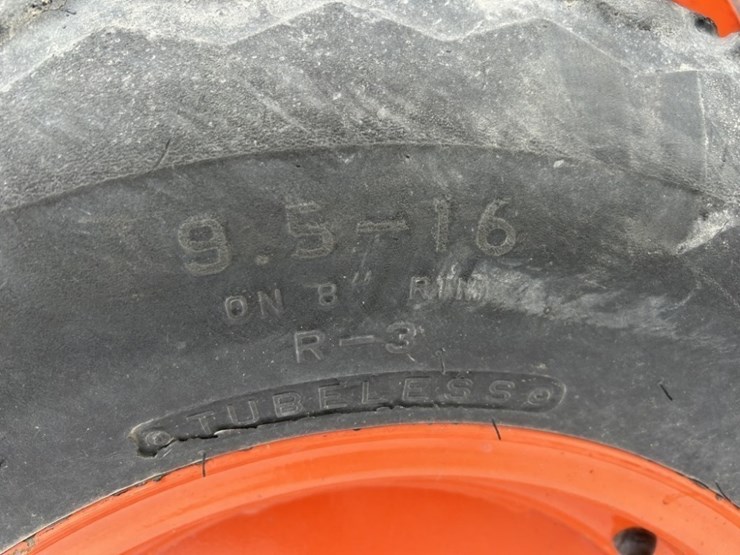 9.5-16
ON 8" RIM
R-3
TUBELESS